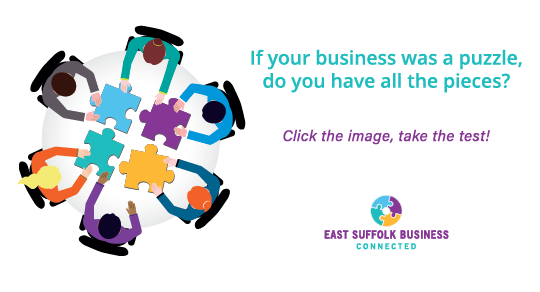 If your business was a puzzle,
do you have all the pieces?
Click the image, take the test!
EAST SUFFOLK BUSINESS
CONNECTED